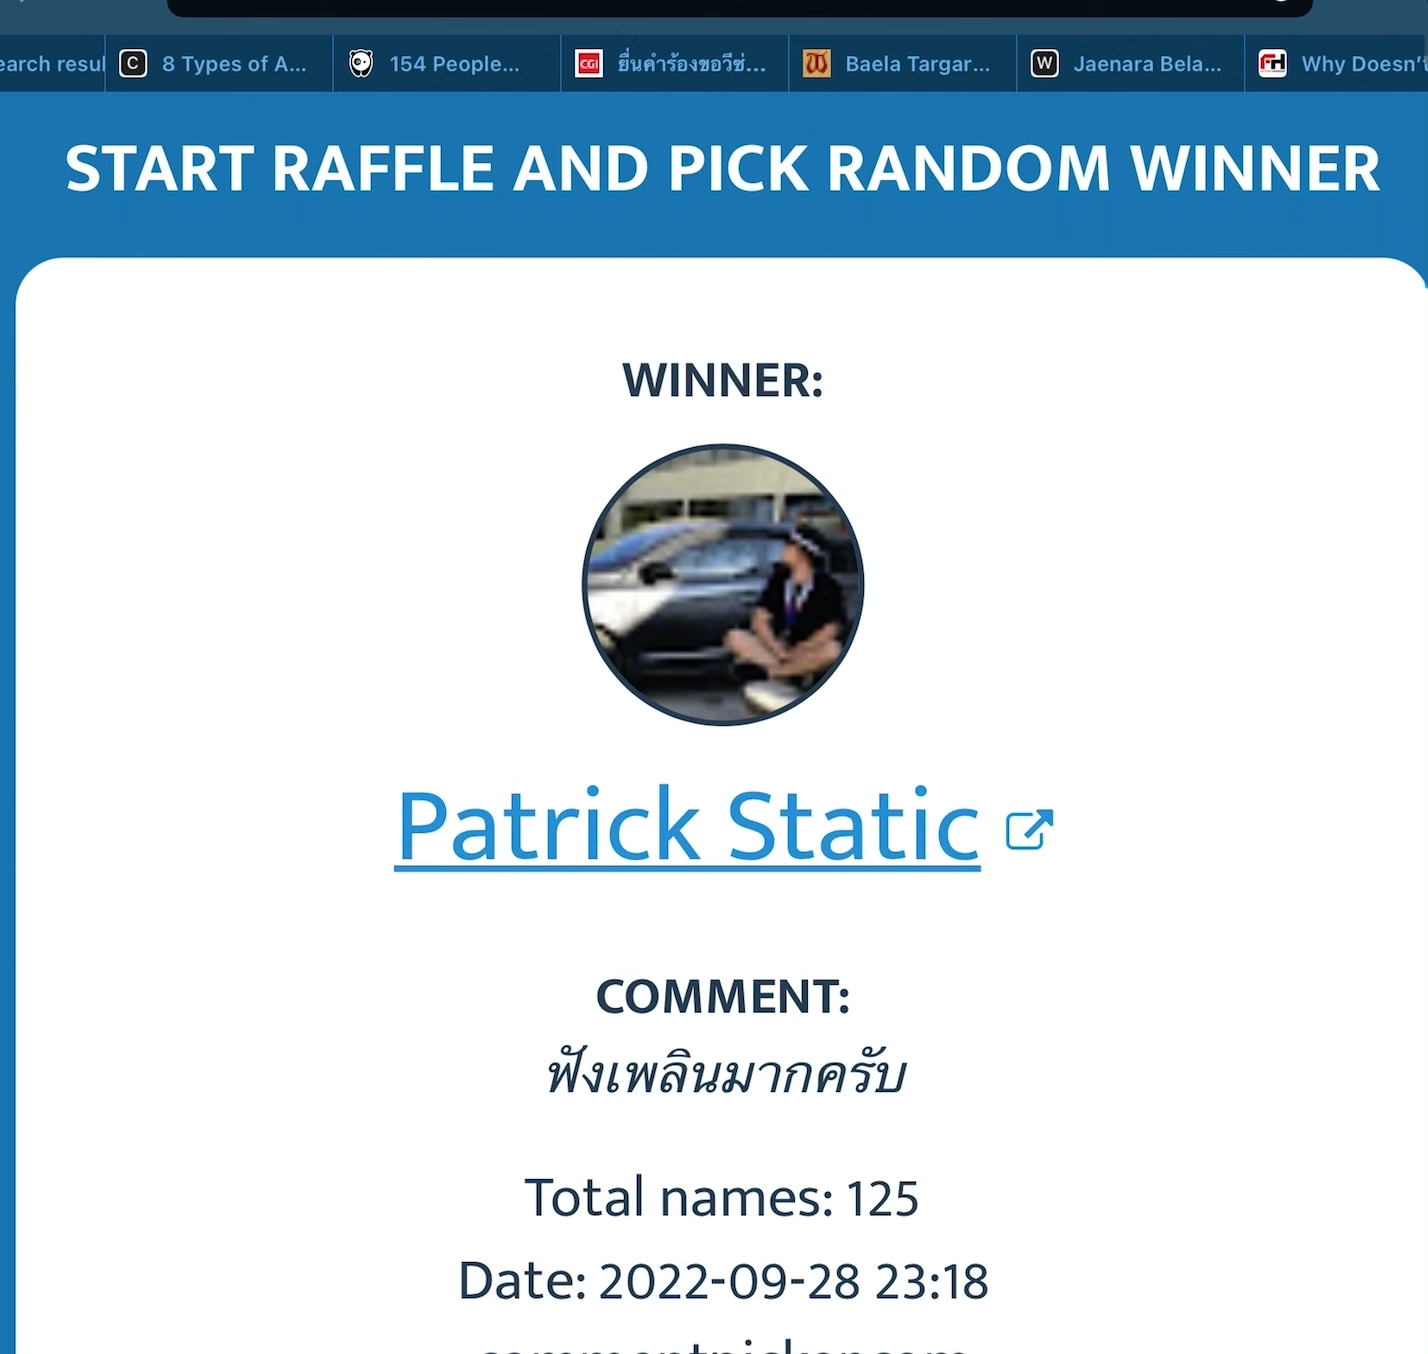 8 Types of A...
154 People...
CGI
ยื่นคำร้องขอวีซ่...
Baela Targar...
W
Jaenara Bela...
FH
Why Doesn't
START RAFFLE AND PICK RANDOM WINNER
WINNER:
Patrick Static
COMMENT:
ฟังเพลินมากครับ
Total names: 125
Date: 2022-09-28 23:18